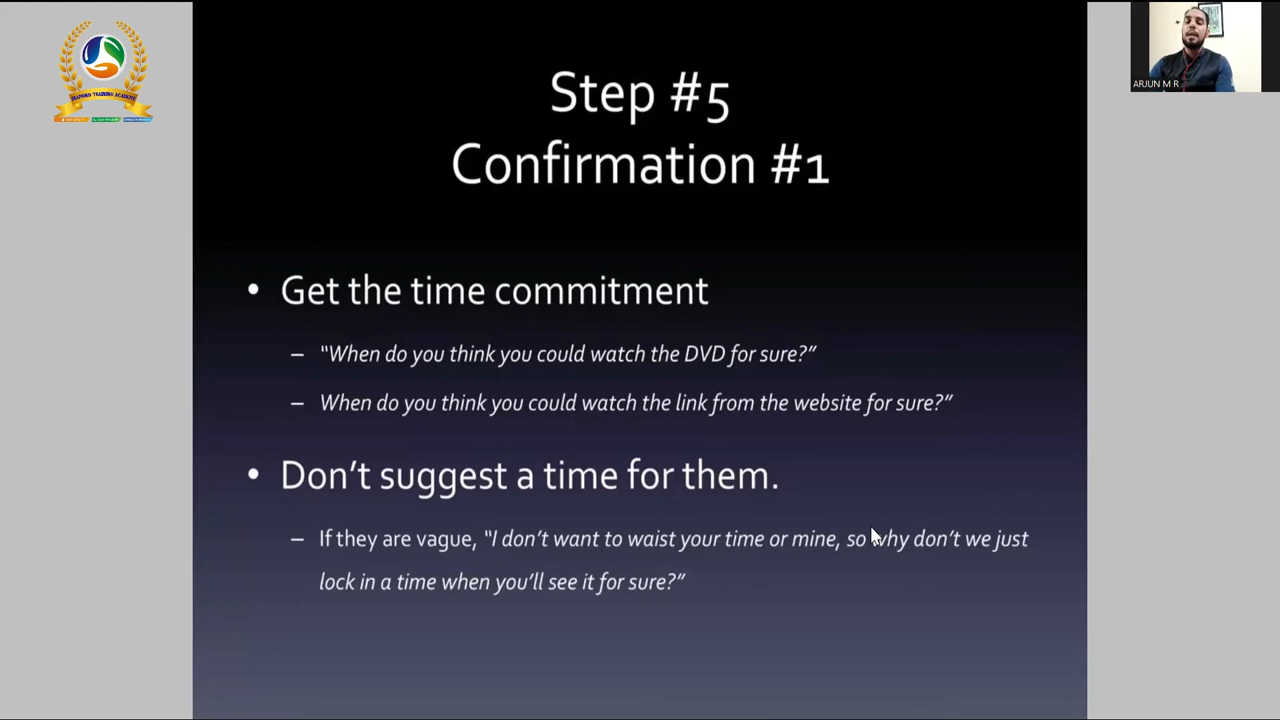 Step #5
Confirmation #1
• Get the time commitment
– “When do you think you could watch the DVD for sure?”
– When do you think you could watch the link from the website for sure?”
• Don’t suggest a time for them.
– If they are vague, “I don’t want to waist your time or mine, so why don’t we just
lock in a time when you’ll see it for sure?”
ARJUN M R
TRAINING ACADEMY